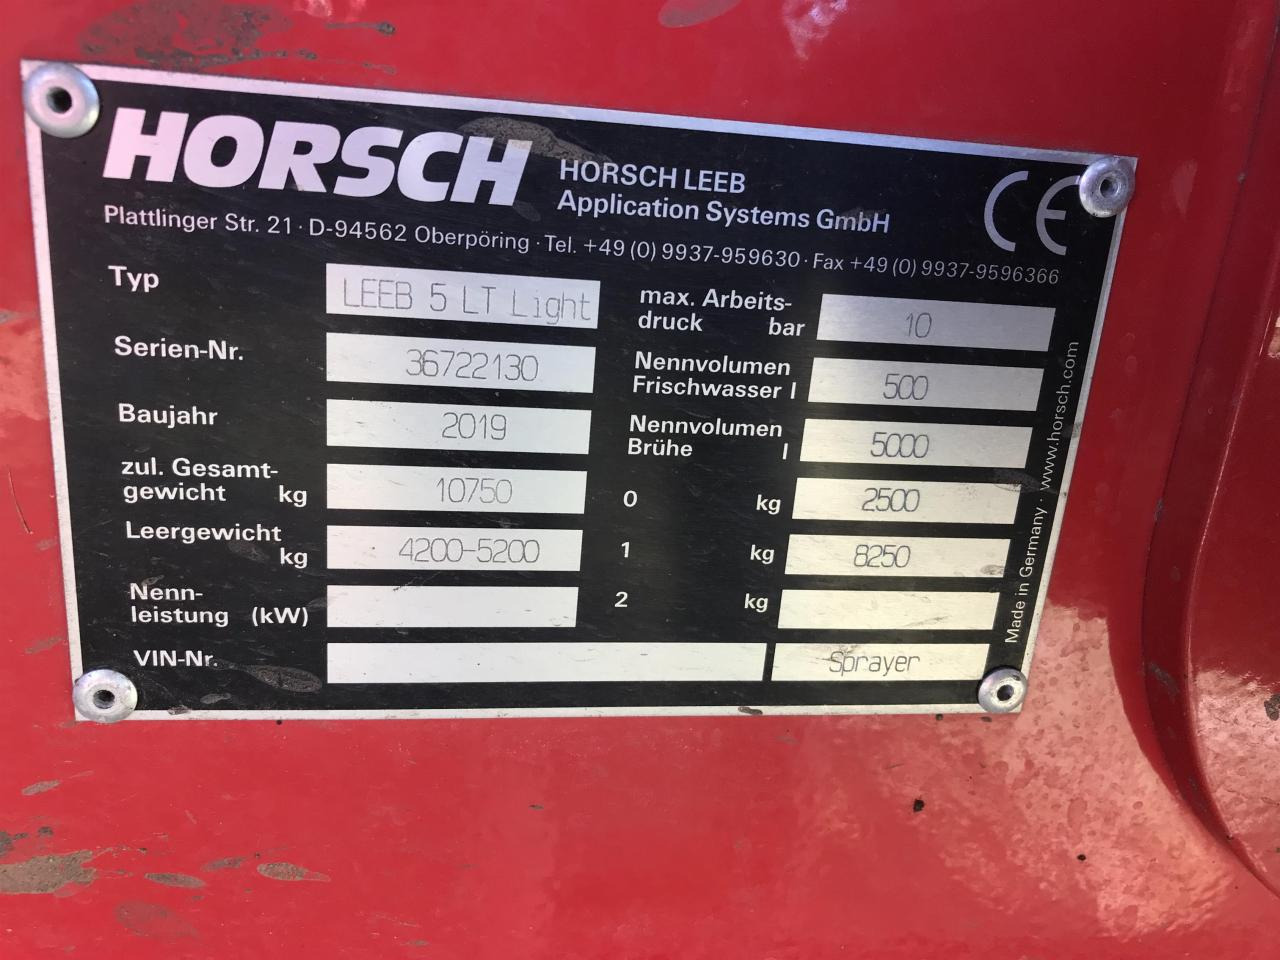 HORSCH
HORSCH LEEB
Application Systems GmbH
CE
Plattlinger Str. 21 · D-94562 Oberpöring · Tel. +49 (0) 9937-959630 · Fax +49 (0) 9937-9596366
Typ LEEB 5 LT Light
Serien-Nr. 36722130
Baujahr 2019
zul. Gesamt-
gewicht kg 10750
Leergewicht
kg 4200-5200
Nenn-
leistung (kW)
VIN-Nr.
max. Arbeits-
druck bar 10
Nennvolumen
Frischwasser l 500
Nennvolumen
Brühe l 5000
0 kg 2500
1 kg 8250
2 kg
Sprayer
Made in Germany · www.horsch.com